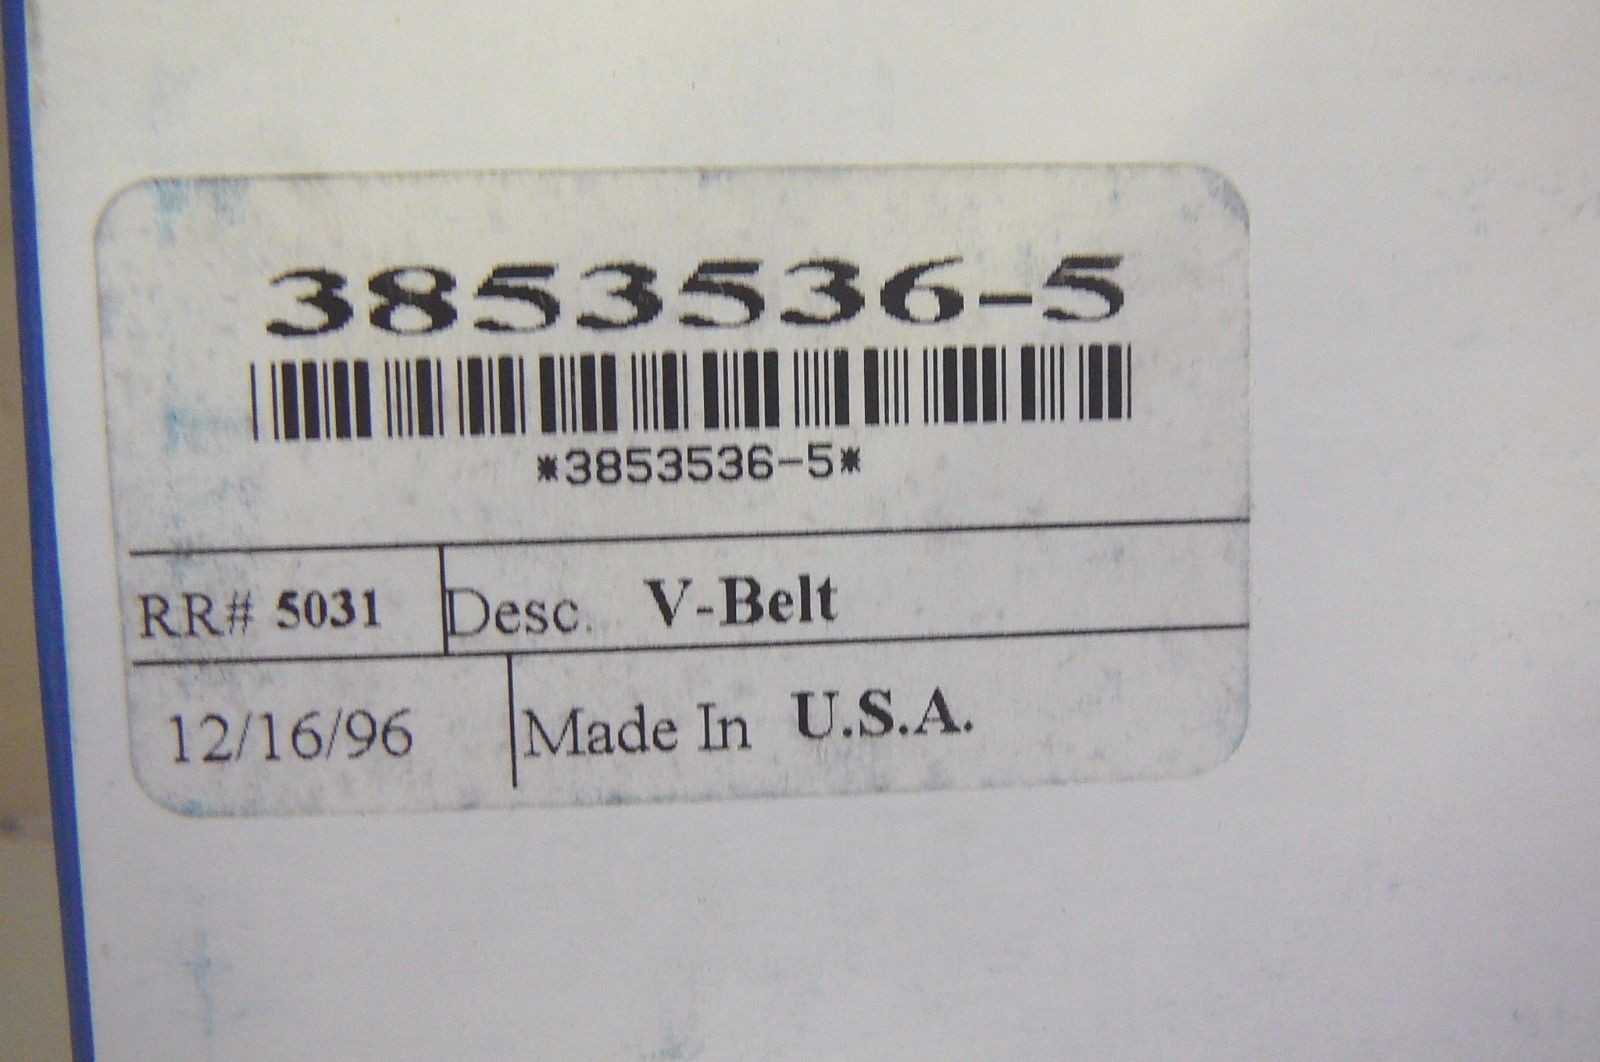 3853536-5
*3853536-5*
RR# 5031 Desc. V-Belt
12/16/96 Made In U.S.A.